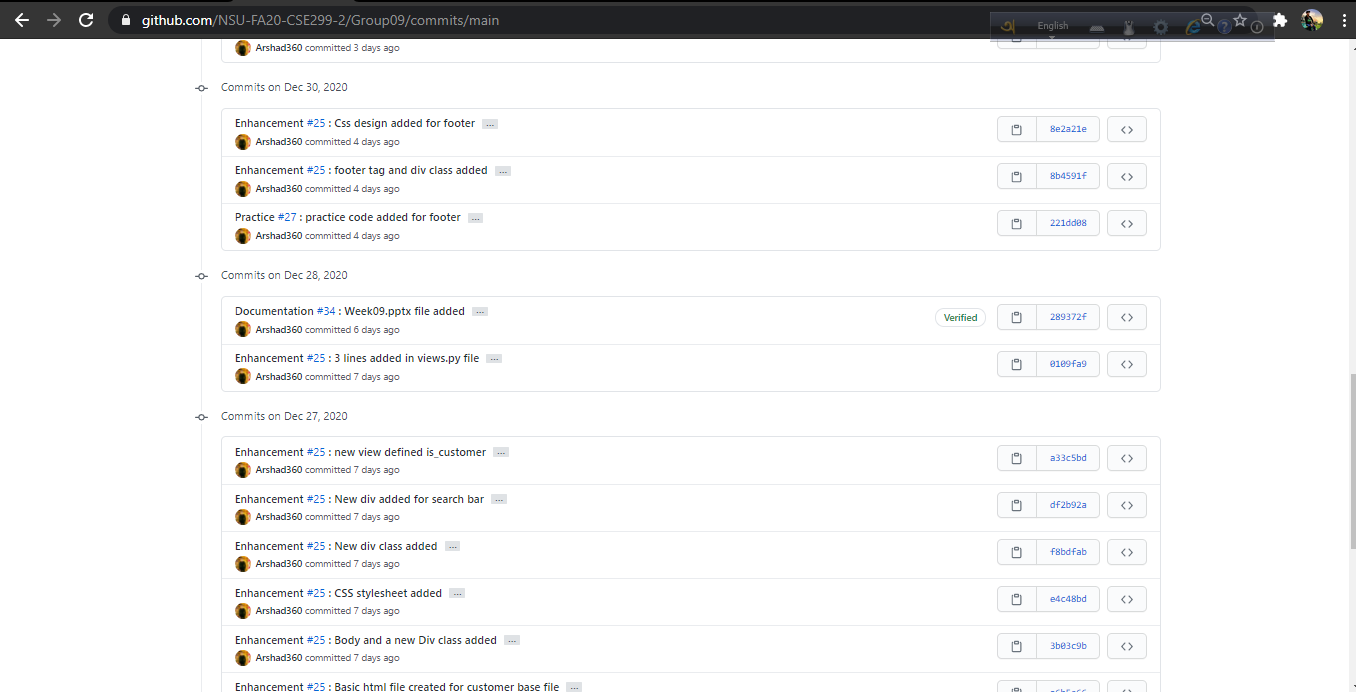 github.com/NSU-FA20-CSE299-2/Group09/commits/main
অ English
Arshad360 committed 3 days ago
Commits on Dec 30, 2020
Enhancement #25 : Css design added for footer ...
8e2a21e
Arshad360 committed 4 days ago
Enhancement #25 : footer tag and div class added ...
8b4591f
Arshad360 committed 4 days ago
Practice #27 : practice code added for footer ...
221dd08
Arshad360 committed 4 days ago
Commits on Dec 28, 2020
Documentation #34 : Week09.pptx file added ...
Verified 289372f
Arshad360 committed 6 days ago
Enhancement #25 : 3 lines added in views.py file ...
0109fa9
Arshad360 committed 7 days ago
Commits on Dec 27, 2020
Enhancement #25 : new view defined is_customer ...
a33c5bd
Arshad360 committed 7 days ago
Enhancement #25 : New div added for search bar ...
df2b92a
Arshad360 committed 7 days ago
Enhancement #25 : New div class added ...
f8bdfab
Arshad360 committed 7 days ago
Enhancement #25 : CSS stylesheet added ...
e4c48bd
Arshad360 committed 7 days ago
Enhancement #25 : Body and a new Div class added ...
3b03c9b
Arshad360 committed 7 days ago
Enhancement #25 : Basic html file created for customer base file ...